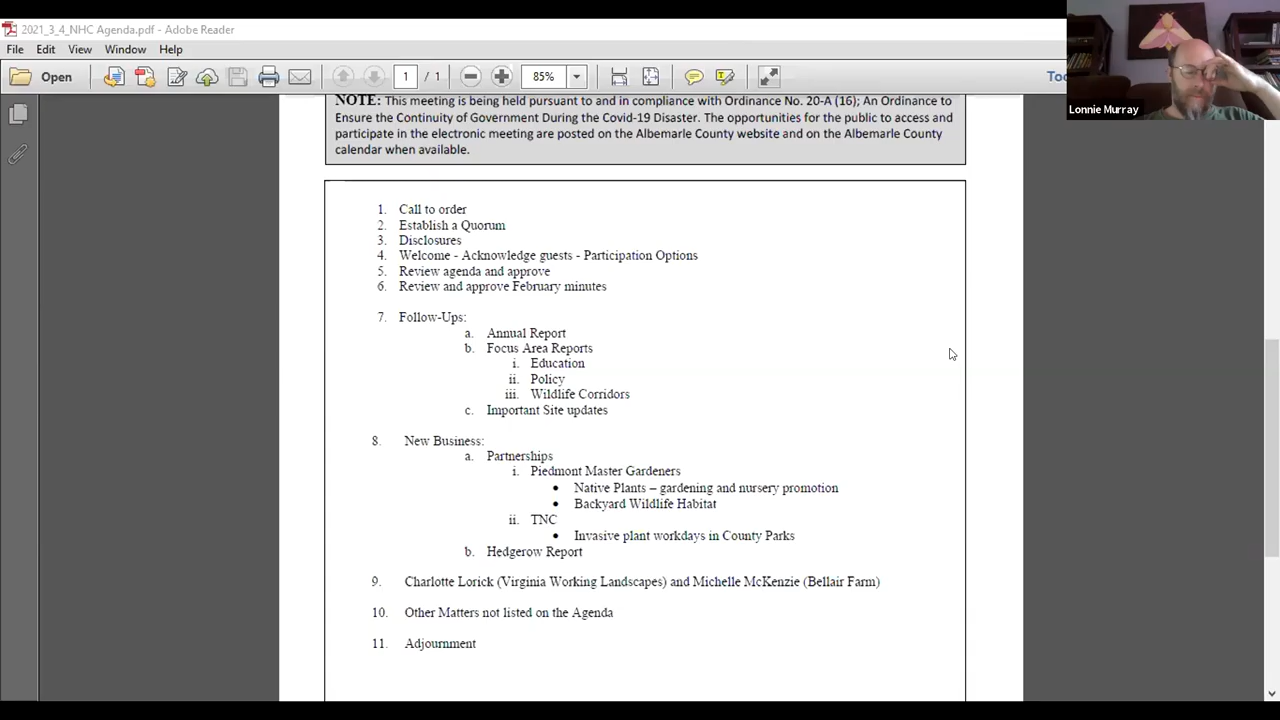 2021_3_4_NHC Agenda.pdf - Adobe Reader
File Edit View Window Help
Open 1 / 1 85%
Lonnie Murray
NOTE: This meeting is being held pursuant to and in compliance with Ordinance No. 20-A (16); An Ordinance to
Ensure the Continuity of Government During the Covid-19 Disaster. The opportunities for the public to access and
participate in the electronic meeting are posted on the Albemarle County website and on the Albemarle County
calendar when available.
1. Call to order
2. Establish a Quorum
3. Disclosures
4. Welcome - Acknowledge guests - Participation Options
5. Review agenda and approve
6. Review and approve February minutes
7. Follow-Ups:
a. Annual Report
b. Focus Area Reports
i. Education
ii. Policy
iii. Wildlife Corridors
c. Important Site updates
8. New Business:
a. Partnerships
i. Piedmont Master Gardeners
• Native Plants – gardening and nursery promotion
• Backyard Wildlife Habitat
ii. TNC
• Invasive plant workdays in County Parks
b. Hedgerow Report
9. Charlotte Lorick (Virginia Working Landscapes) and Michelle McKenzie (Bellair Farm)
10. Other Matters not listed on the Agenda
11. Adjournment